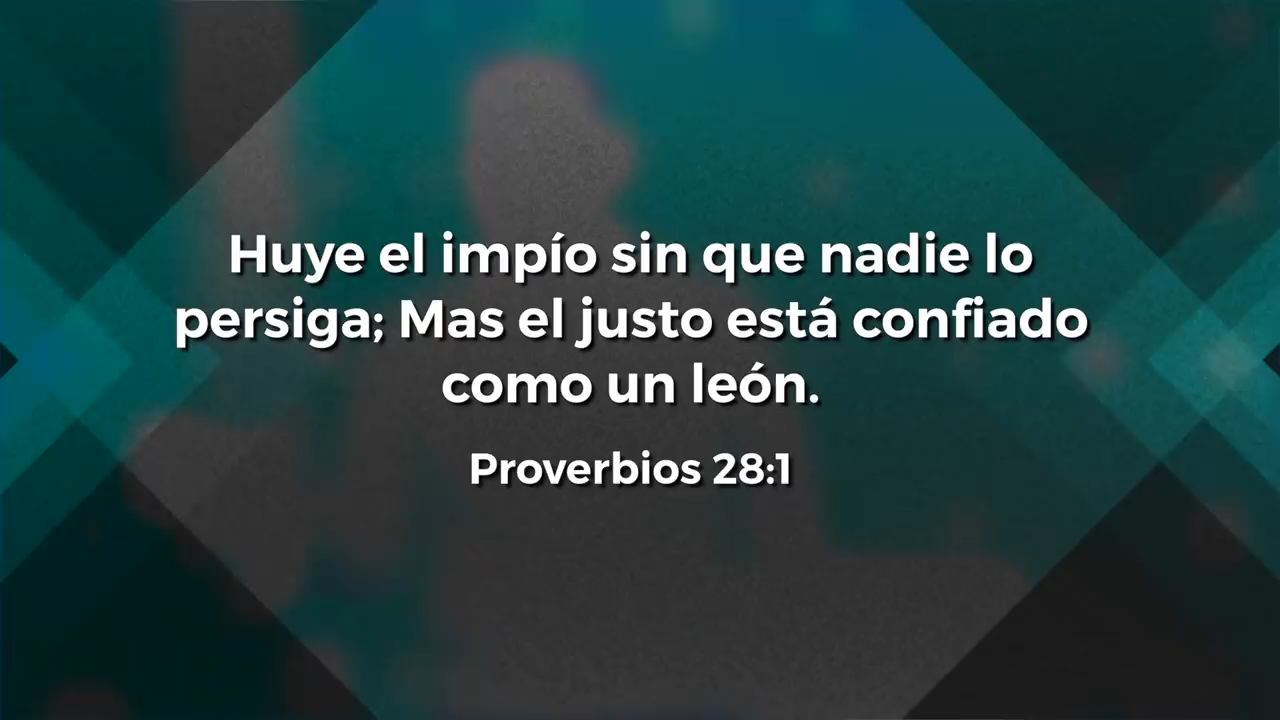 Huye el impío sin que nadie lo
persiga; Mas el justo está confiado
como un león.
Proverbios 28:1